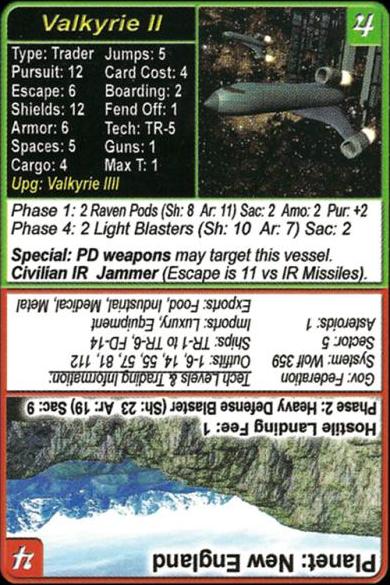 Valkyrie II
4
Type: Trader Jumps: 5
Pursuit: 12 Card Cost: 4
Escape: 6 Boarding: 2
Shields: 12 Fend Off: 1
Armor: 6 Tech: TR-5
Spaces: 5 Guns: 1
Cargo: 4 Max T: 1
Upg: Valkyrie IIII
Phase 1: 2 Raven Pods (Sh: 8 Ar: 11) Sac: 2 Amo: 2 Pur: +2
Phase 4: 2 Light Blasters (Sh: 10 Ar: 7) Sac: 2
Special: PD weapons may target this vessel.
Civilian IR Jammer (Escape is 11 vs IR Missiles).
Planet: New England
4
Hostile Landing Fee: 1
Phase 2: Heavy Defense Blaster (Sh: 23 Ar: 19) Sac: 9
Gov: Federation
System: Wolf 359
Sector: 5
Asteroids: 1
Tech Levels & Trading Information:
Outfits: 1-6, 14, 55, 57, 81, 112
Ships: TR-1 to TR-6, FD-14
Imports: Luxury, Equipment
Exports: Food, Industrial, Medical, Metal